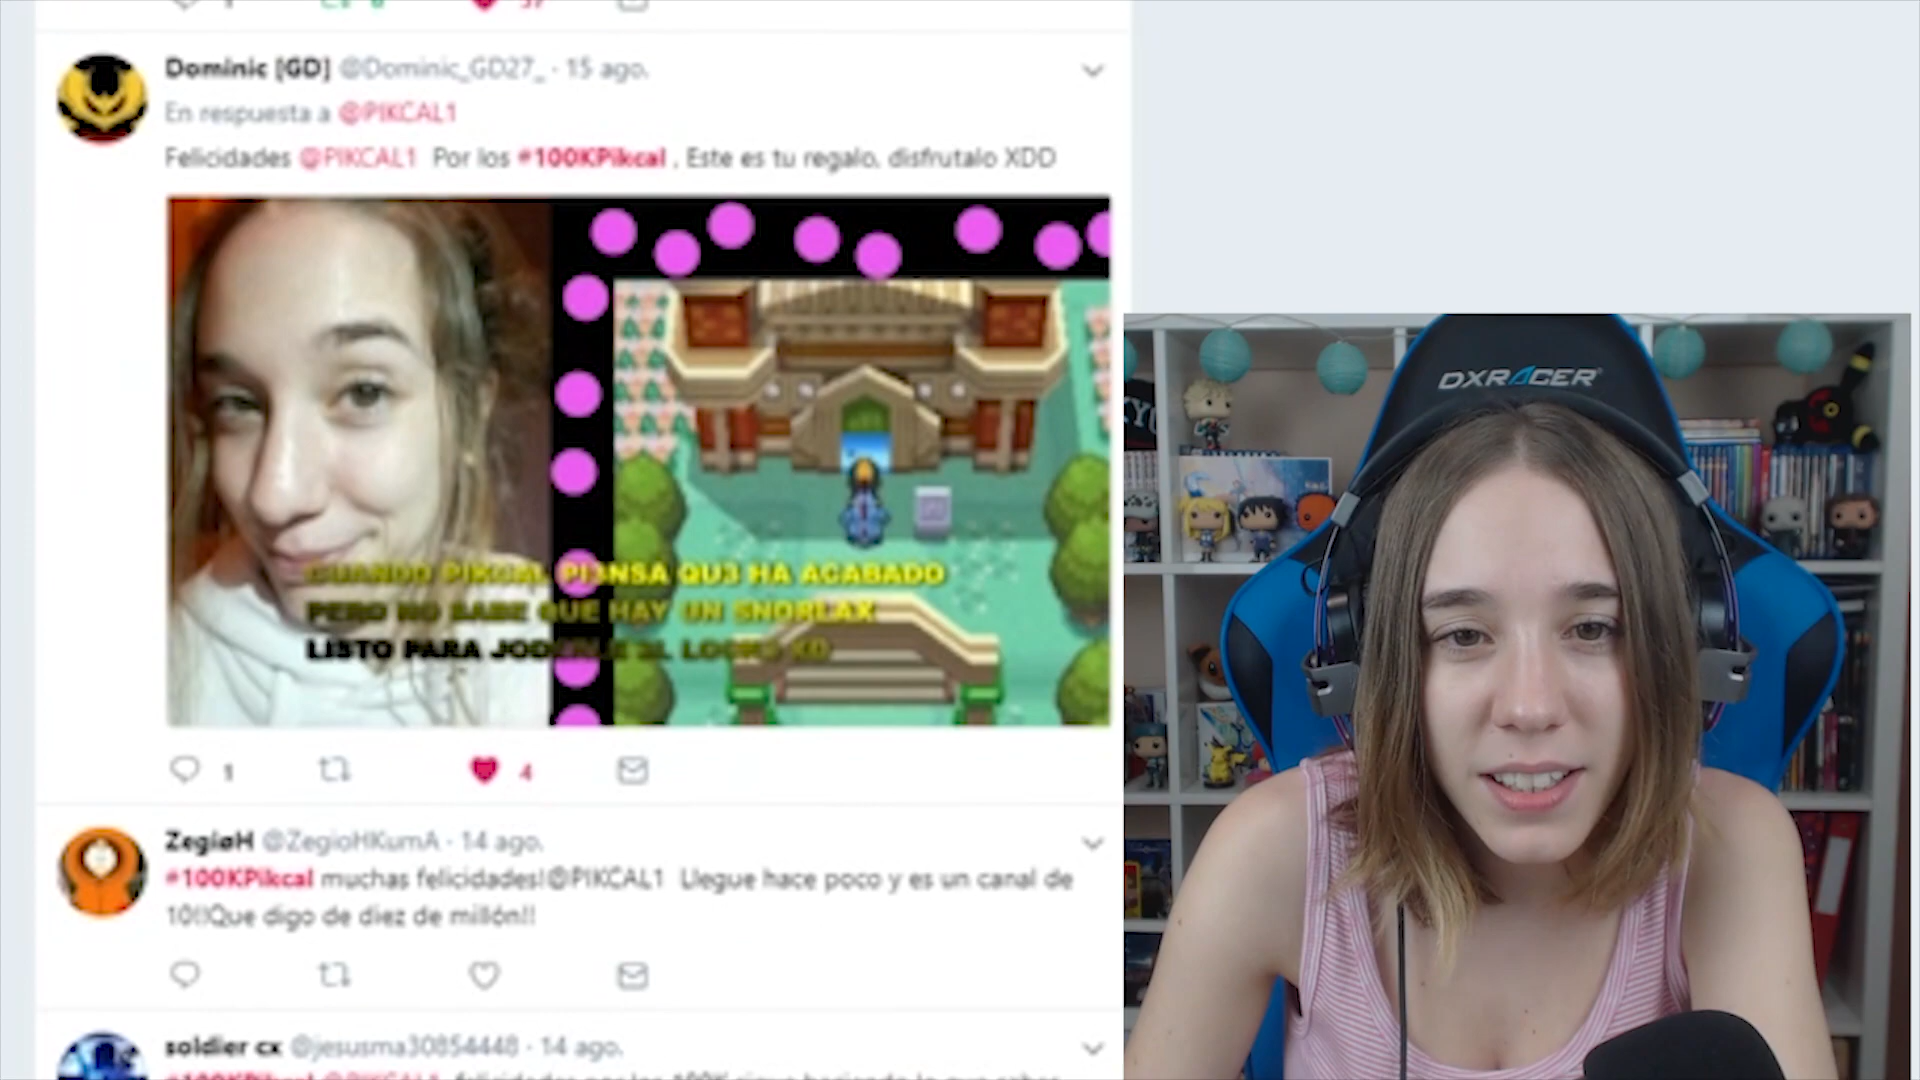 Dominic [GD] @Dominic_GD27_ · 15 ago.
En respuesta a @PIKCAL1
Felicidades @PIKCAL1 Por los #100KPikcal . Este es tu regalo, disfrutalo XDD
CUANDO PIKCAL PI3NSA QU3 HA ACABADO
PERO NO SABE QUE HAY UN SNORLAX
LISTO PARA
1
4
ZegiøH @ZegioHKumA · 14 ago.
#100KPikcal muchas felicidades!@PIKCAL1 Llegue hace poco y es un canal de
10!!Que digo de diez de millón!!
soldier cx @jesusma30854448 · 14 ago.
DXRACER